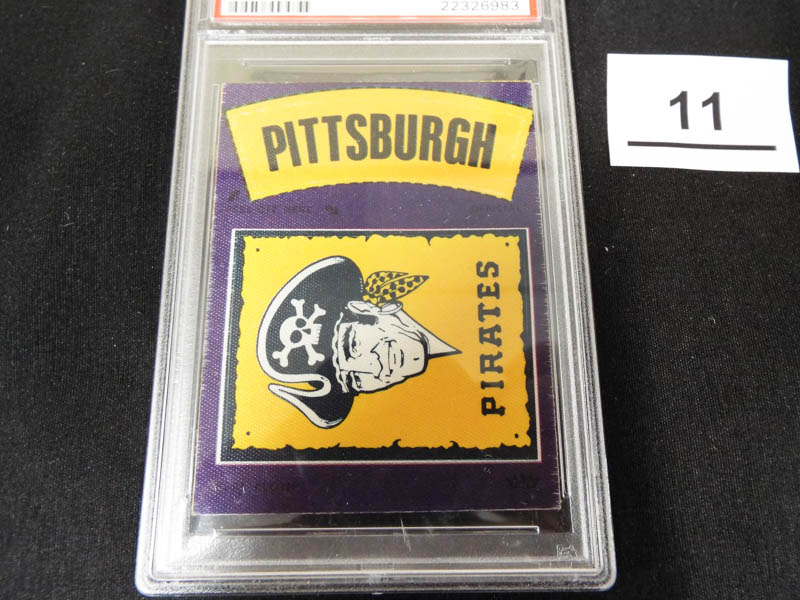 22326983
11
PITTSBURGH
PIRATES